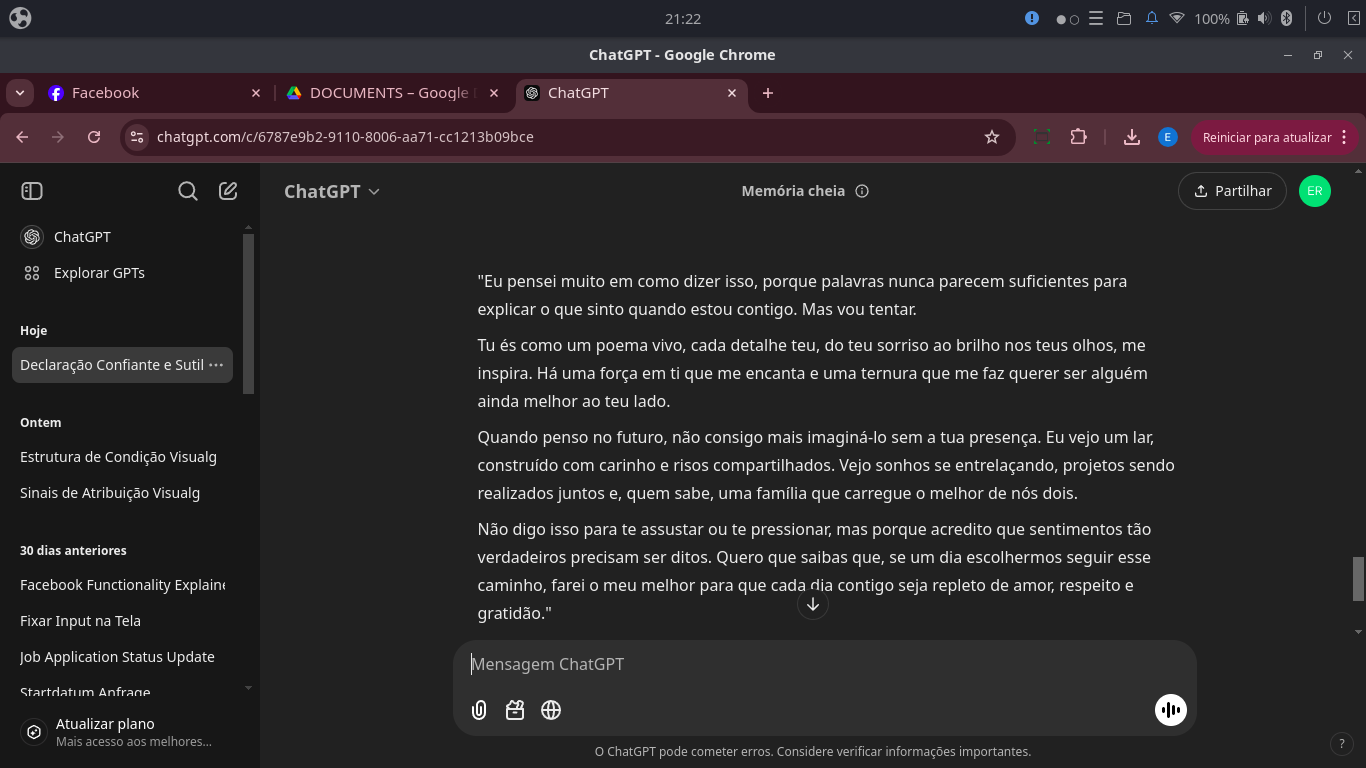 21:22
100%
ChatGPT - Google Chrome
Facebook
DOCUMENTS – Google
ChatGPT
chatgpt.com/c/6787e9b2-9110-8006-aa71-cc1213b09bce
E
Reiniciar para atualizar
ChatGPT
Memória cheia
Partilhar
ER
ChatGPT
Explorar GPTs
Hoje
Declaração Confiante e Sutil
Ontem
Estrutura de Condição Visualg
Sinais de Atribuição Visualg
30 dias anteriores
Facebook Functionality Explaine
Fixar Input na Tela
Job Application Status Update
Startdatum Anfrage
Atualizar plano
Mais acesso aos melhores...
"Eu pensei muito em como dizer isso, porque palavras nunca parecem suficientes para
explicar o que sinto quando estou contigo. Mas vou tentar.
Tu és como um poema vivo, cada detalhe teu, do teu sorriso ao brilho nos teus olhos, me
inspira. Há uma força em ti que me encanta e uma ternura que me faz querer ser alguém
ainda melhor ao teu lado.
Quando penso no futuro, não consigo mais imaginá-lo sem a tua presença. Eu vejo um lar,
construído com carinho e risos compartilhados. Vejo sonhos se entrelaçando, projetos sendo
realizados juntos e, quem sabe, uma família que carregue o melhor de nós dois.
Não digo isso para te assustar ou te pressionar, mas porque acredito que sentimentos tão
verdadeiros precisam ser ditos. Quero que saibas que, se um dia escolhermos seguir esse
caminho, farei o meu melhor para que cada dia contigo seja repleto de amor, respeito e
gratidão."
Mensagem ChatGPT
O ChatGPT pode cometer erros. Considere verificar informações importantes.
?